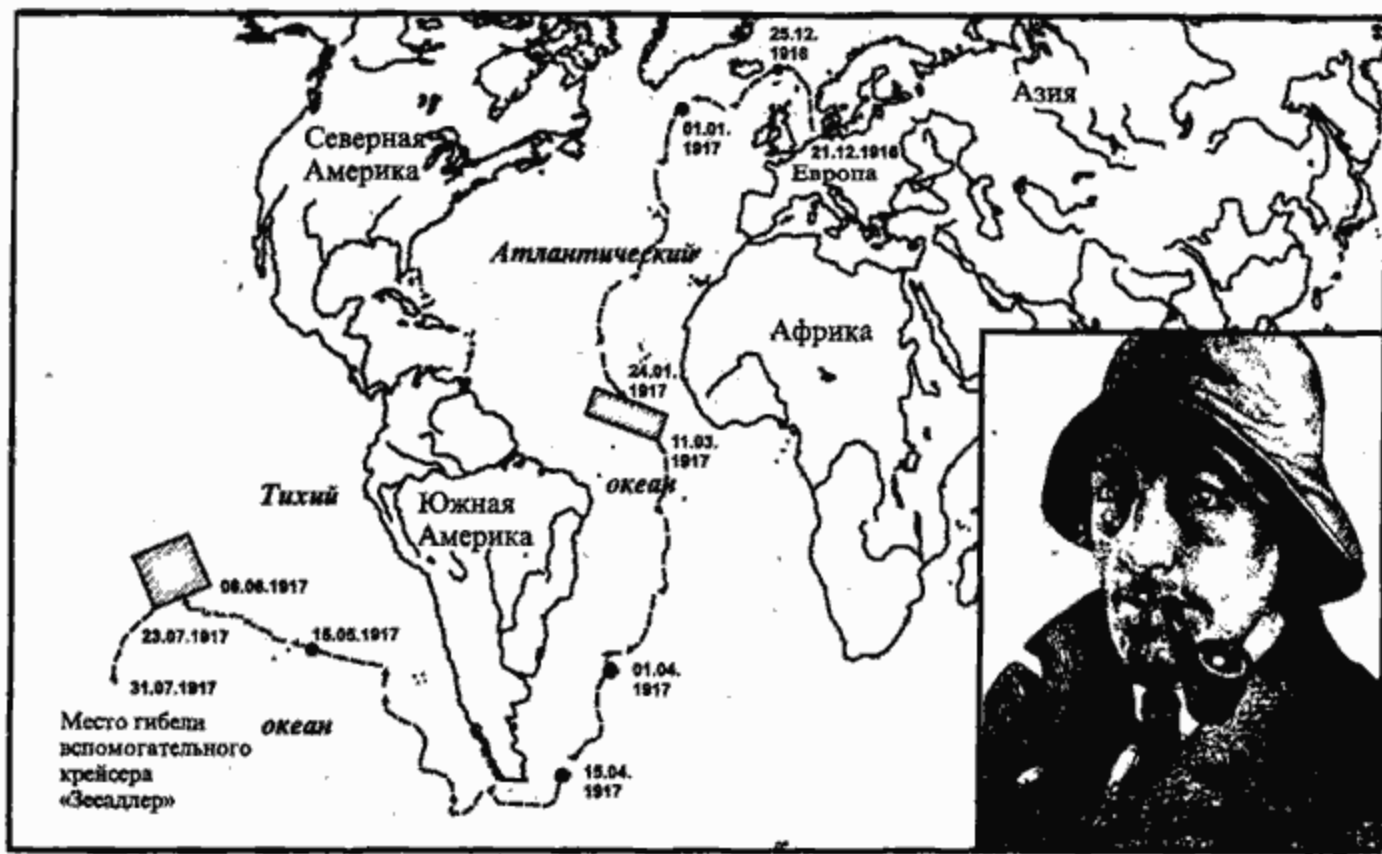 25.12.
1916
Азия
01.01.
1917
Северная
Америка
21.12.1916
Европа
Атлантический
Африка
24.01.
1917
11.03.
1917
океан
Тихий
Южная
Америка
08.06.1917
15.05.1917
23.07.1917
01.04.
1917
31.07.1917
Место гибели
вспомогательного
крейсера
«Зееадлер»
океан
15.04.
1917